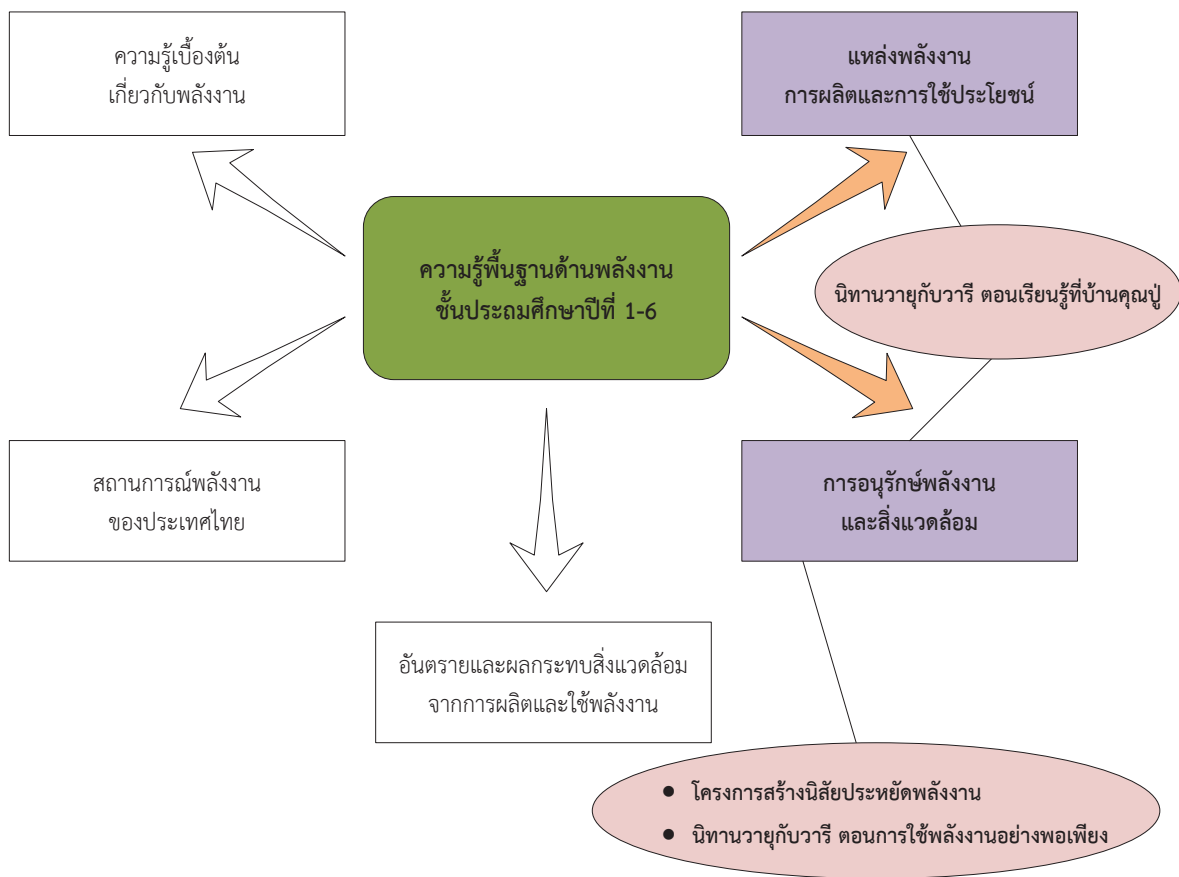 ความรู้เบื้องต้น
เกี่ยวกับพลังงาน
แหล่งพลังงาน
การผลิตและการใช้ประโยชน์
ความรู้พื้นฐานด้านพลังงาน
ชั้นประถมศึกษาปีที่ 1-6
นิทานวายุกับวารี ตอนเรียนรู้ที่บ้านคุณปู่
สถานการณ์พลังงาน
ของประเทศไทย
การอนุรักษ์พลังงาน
และสิ่งแวดล้อม
อันตรายและผลกระทบสิ่งแวดล้อม
จากการผลิตและใช้พลังงาน
● โครงการสร้างนิสัยประหยัดพลังงาน
● นิทานวายุกับวารี ตอนการใช้พลังงานอย่างพอเพียง